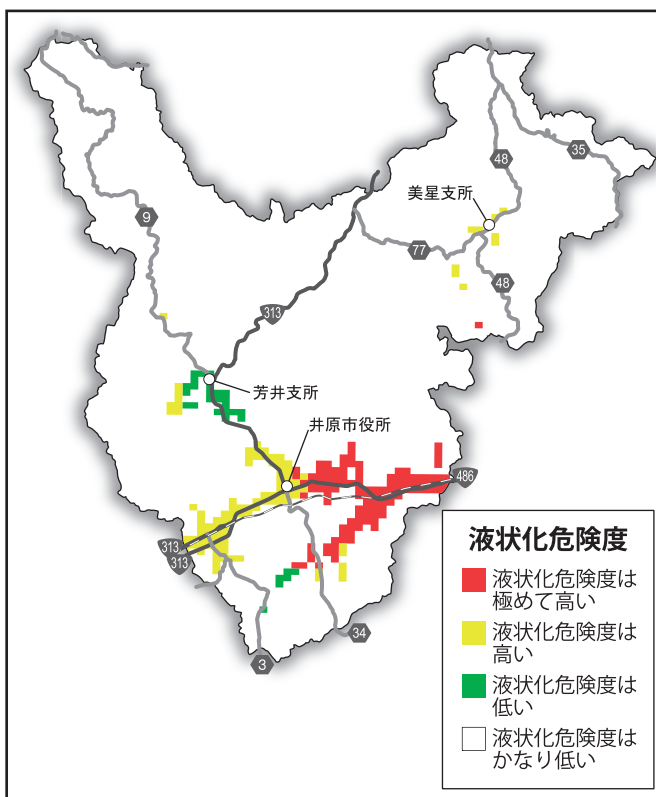 48
35
美星支所
9
77
48
313
芳井支所
井原市役所
486
313
313
34
3
液状化危険度
液状化危険度は
極めて高い
液状化危険度は
高い
液状化危険度は
低い
液状化危険度は
かなり低い